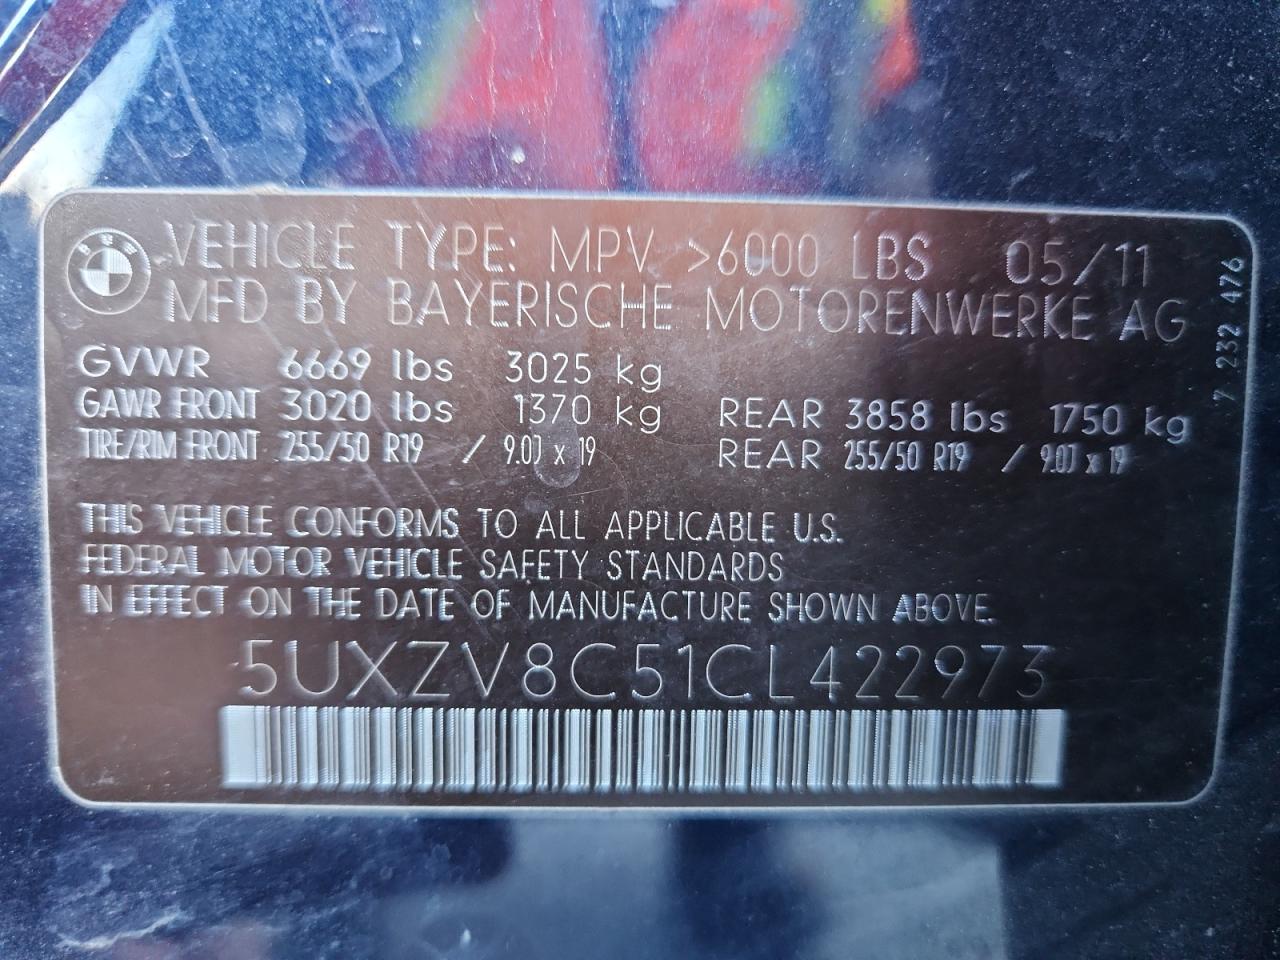 VEHICLE TYPE: MPV >6000 LBS 05/11
MFD BY BAYERISCHE MOTORENWERKE AG
GVWR 6669 lbs 3025 kg
GAWR FRONT 3020 lbs 1370 kg REAR 3858 lbs 1750 kg
TIRE/RIM FRONT 255/50 R19 / 9.0J x 19 REAR 255/50 R19 / 9.0J x 19
THIS VEHICLE CONFORMS TO ALL APPLICABLE U.S.
FEDERAL MOTOR VEHICLE SAFETY STANDARDS
IN EFFECT ON THE DATE OF MANUFACTURE SHOWN ABOVE.
5UXZV8C51CL422973
7 232 476